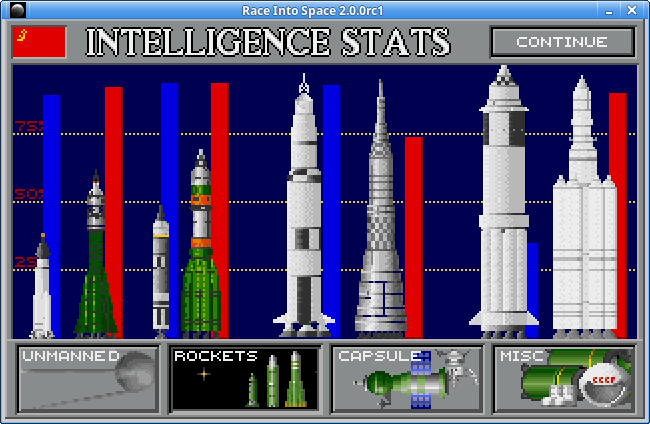 Race Into Space 2.0.0rc1
INTELLIGENCE STATS
CONTINUE
75%
50%
25%
UNMANNED
ROCKETS
CAPSULE
MISC
CCCP